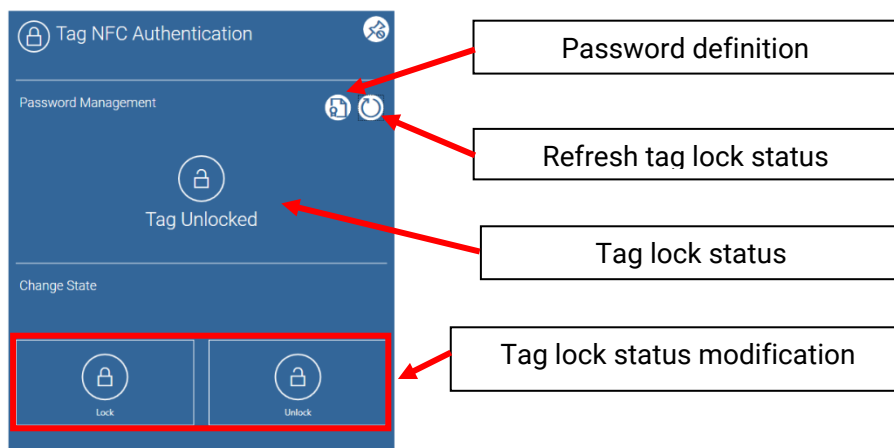 Tag NFC Authentication
Password definition
Password Management
Refresh tag lock status
Tag Unlocked
Tag lock status
Change State
Tag lock status modification
Lock
Unlock